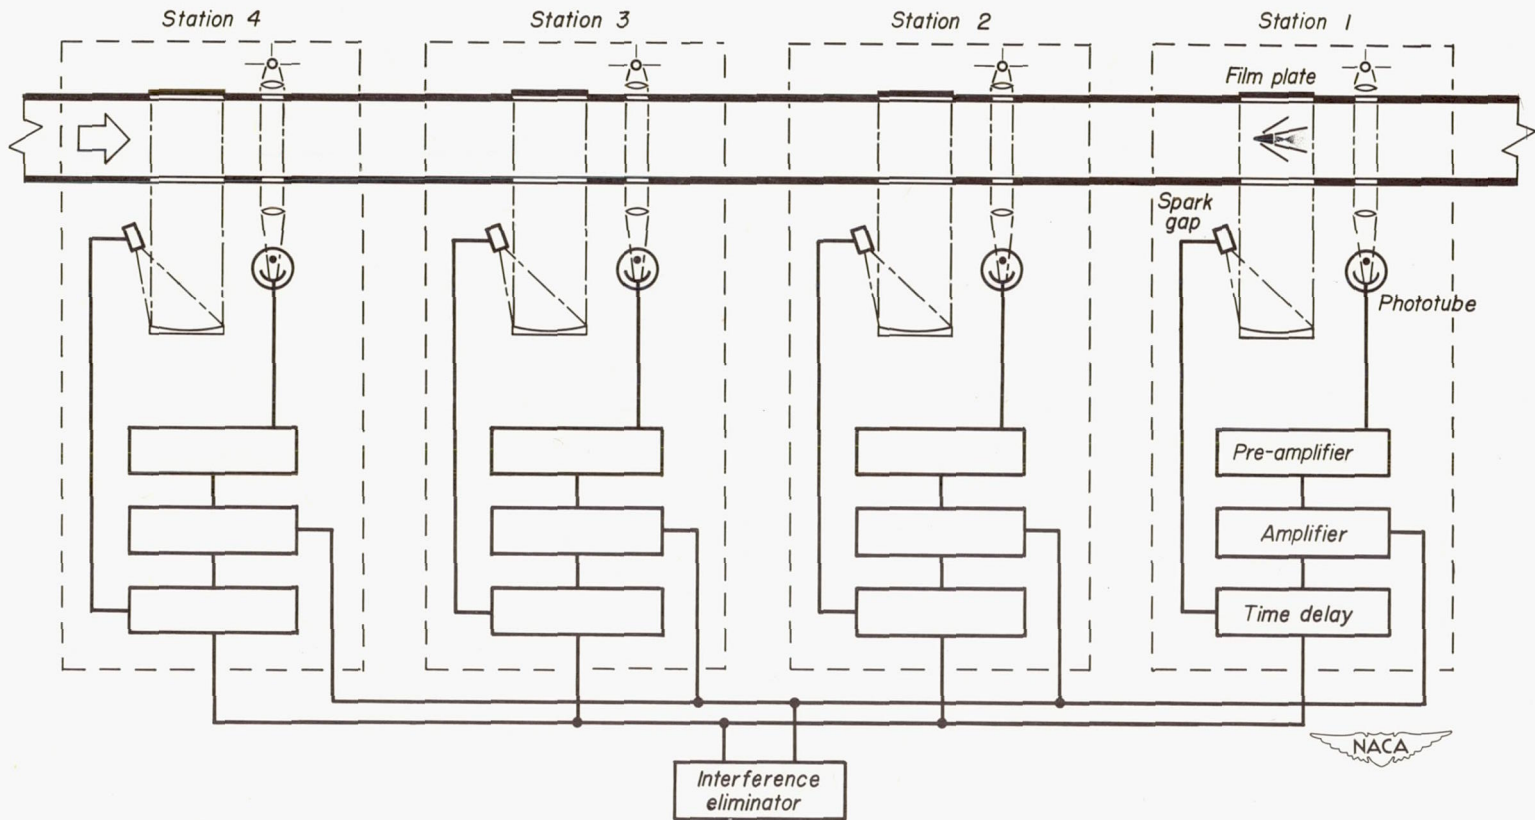 Station 4
Station 3
Station 2
Station 1
Film plate
Spark
gap
Phototube
Pre-amplifier
Amplifier
Time delay
Interference
eliminator
NACA